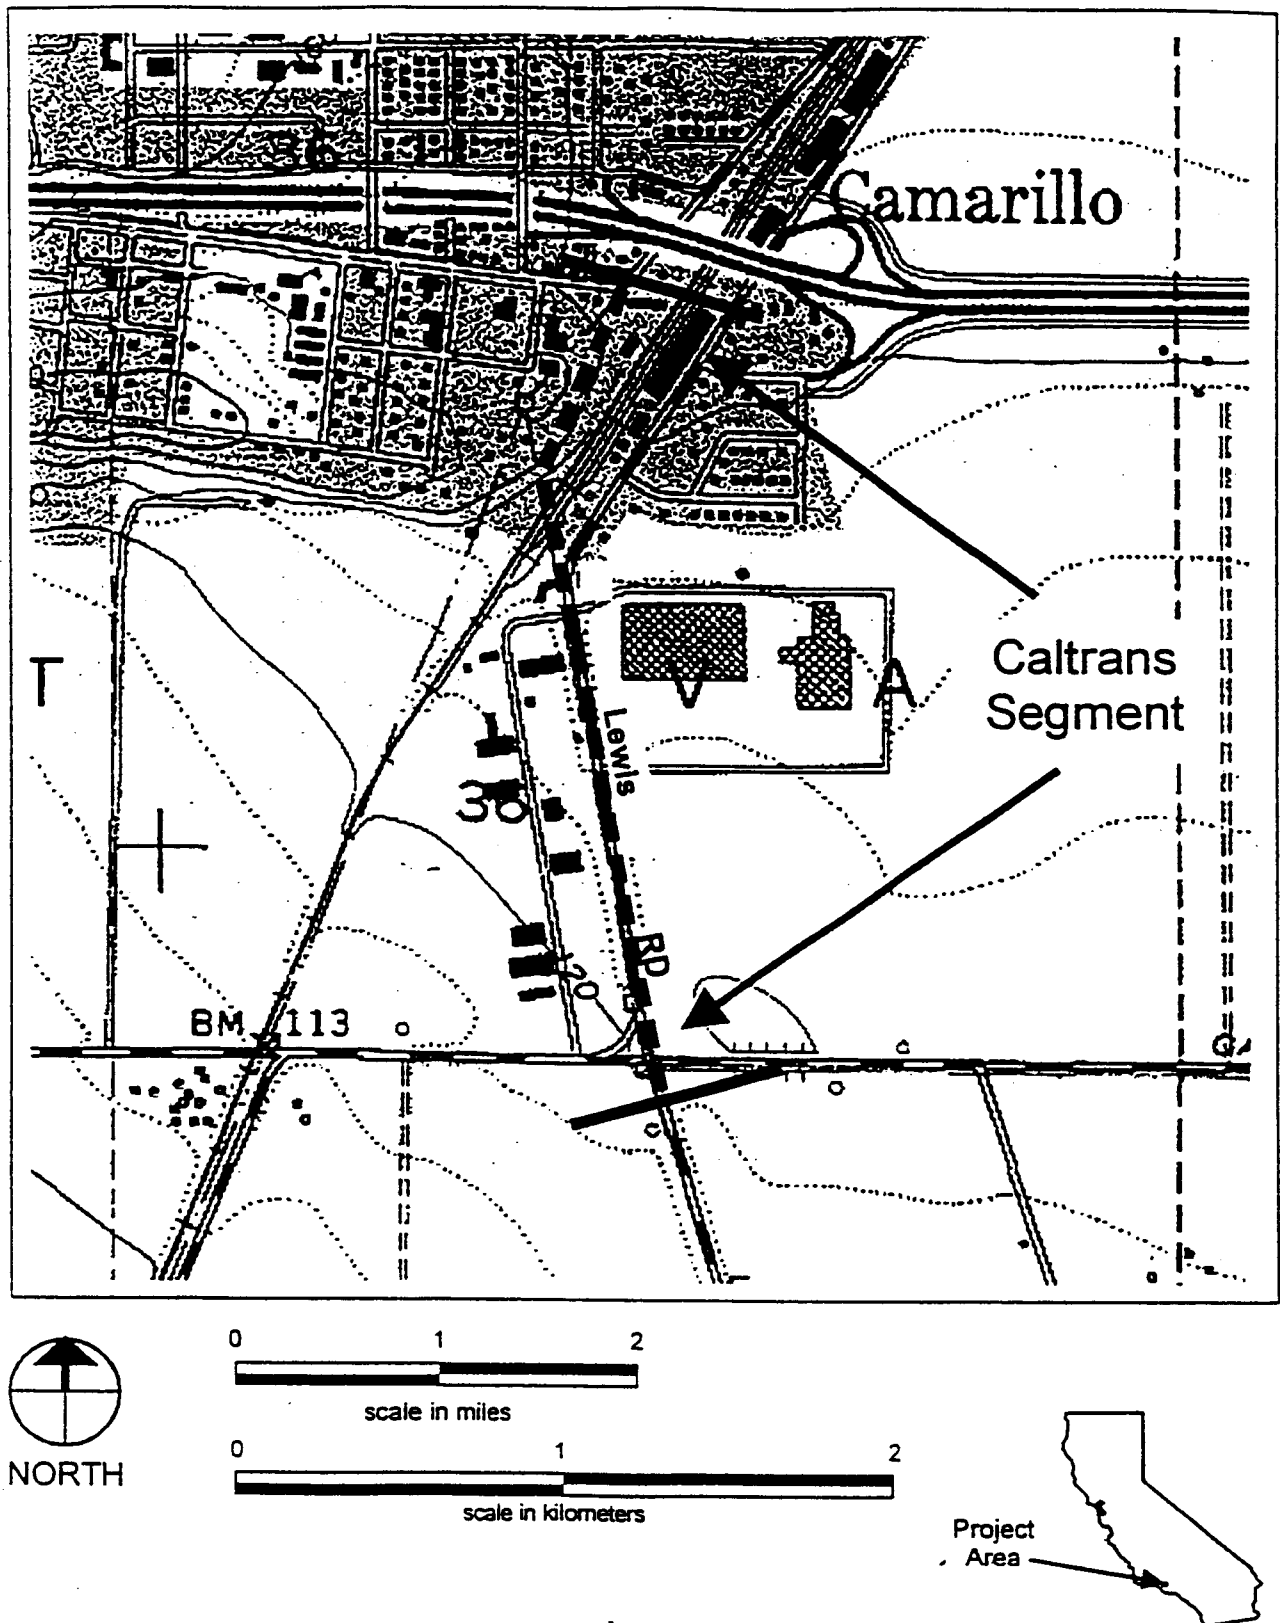 Camarillo
T
V
A
Caltrans
Segment
Lewis
36
RD
120
BM
113
0 1 2
scale in miles
0 1 2
scale in kilometers
NORTH
Project
Area